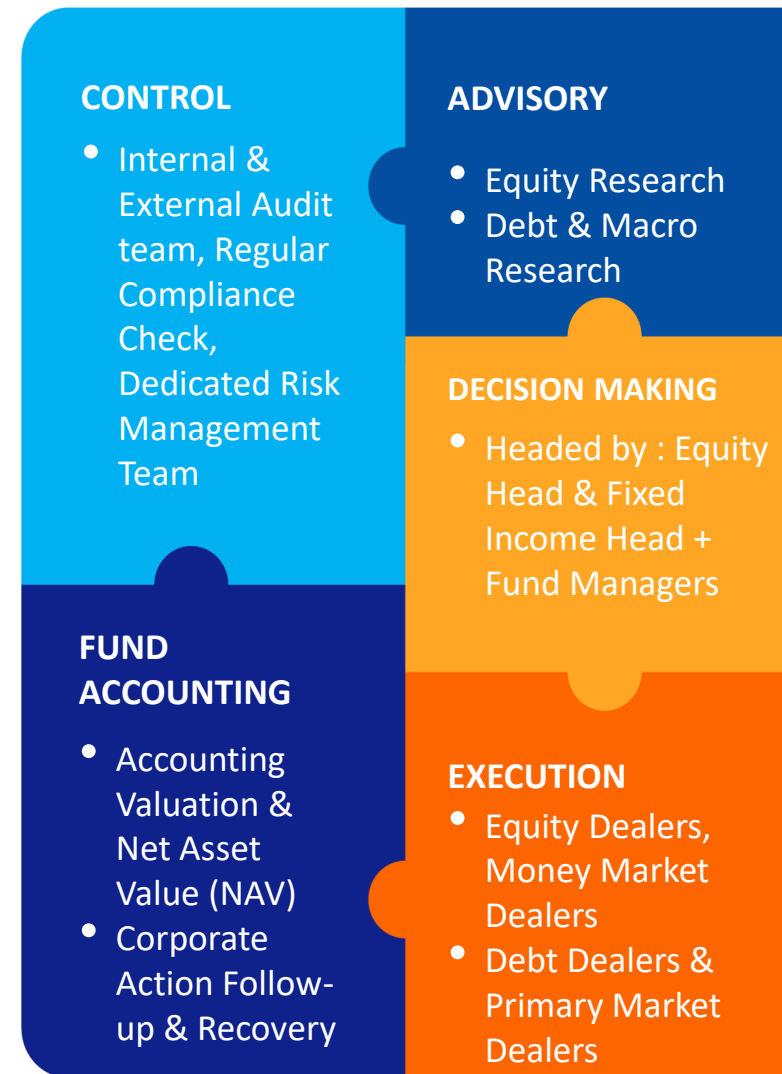 CONTROL
• Internal &
External Audit
team, Regular
Compliance
Check,
Dedicated Risk
Management
Team
ADVISORY
• Equity Research
• Debt & Macro
Research
DECISION MAKING
• Headed by : Equity
Head & Fixed
Income Head +
Fund Managers
FUND
ACCOUNTING
• Accounting
Valuation &
Net Asset
Value (NAV)
• Corporate
Action Follow-
up & Recovery
EXECUTION
• Equity Dealers,
Money Market
Dealers
• Debt Dealers &
Primary Market
Dealers